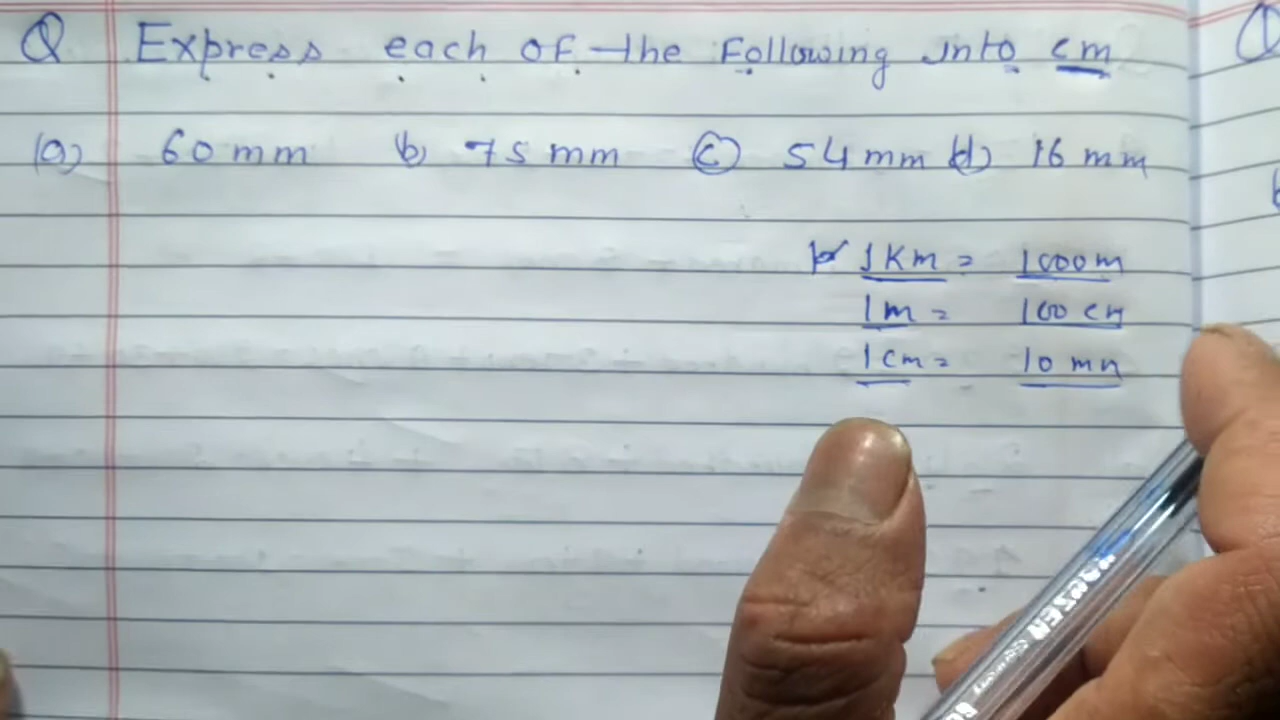 Q Express each of the following into cm
(a) 60 mm b) 75 mm (c) 54 mm d) 16 mm
1 Km = 1000 m
1 m = 100 cm
1 cm = 10 mm